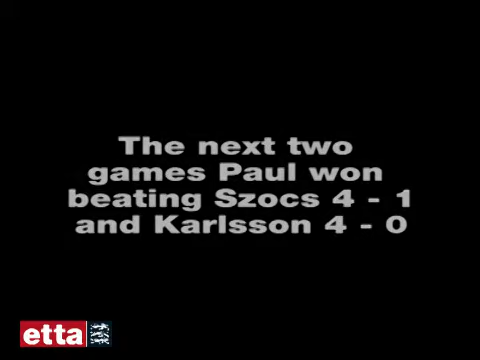 The next two
games Paul won
beating Szocs 4 - 1
and Karlsson 4 - 0
etta